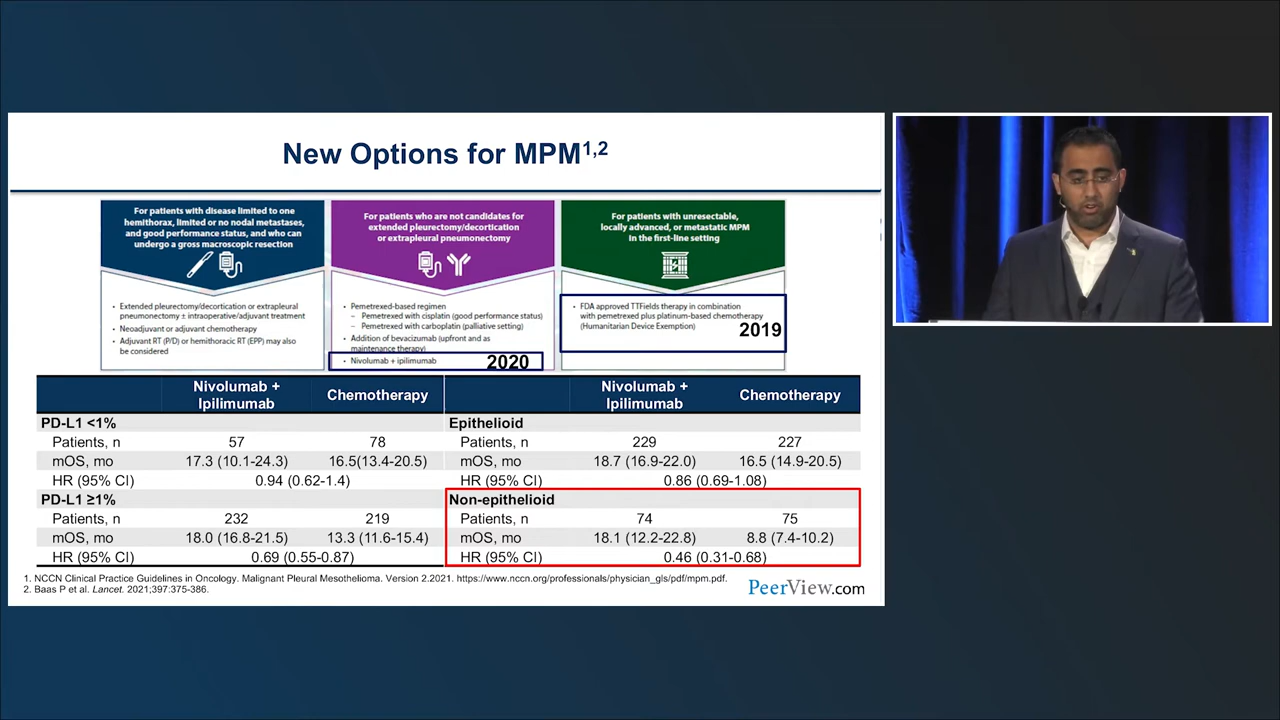 New Options for MPM1,2
For patients with disease limited to one
hemithorax, limited or no nodal metastases,
and good performance status, and who can
undergo a gross macroscopic resection
• Extended pleurectomy/decortication or extrapleural
pneumonectomy ± intraoperative/adjuvant treatment
• Neoadjuvant or adjuvant chemotherapy
• Adjuvant RT (P/D) or hemithoracic RT (EPP) may also
be considered
For patients who are not candidates for
extended pleurectomy/decortication
or extrapleural pneumonectomy
• Pemetrexed-based regimen
– Pemetrexed with cisplatin (good performance status)
– Pemetrexed with carboplatin (palliative setting)
• Addition of bevacizumab (upfront and as
maintenance therapy)
• Nivolumab + ipilimumab
2020
For patients with unresectable,
locally advanced, or metastatic MPM
in the first-line setting
• FDA approved TTFields therapy in combination
with pemetrexed plus platinum-based chemotherapy
(Humanitarian Device Exemption)
2019
Nivolumab +
Ipilimumab
Chemotherapy
PD-L1 <1%
Patients, n 57 78
mOS, mo 17.3 (10.1-24.3) 16.5(13.4-20.5)
HR (95% CI) 0.94 (0.62-1.4)
PD-L1 ≥1%
Patients, n 232 219
mOS, mo 18.0 (16.8-21.5) 13.3 (11.6-15.4)
HR (95% CI) 0.69 (0.55-0.87)
Nivolumab +
Ipilimumab
Chemotherapy
Epithelioid
Patients, n 229 227
mOS, mo 18.7 (16.9-22.0) 16.5 (14.9-20.5)
HR (95% CI) 0.86 (0.69-1.08)
Non-epithelioid
Patients, n 74 75
mOS, mo 18.1 (12.2-22.8) 8.8 (7.4-10.2)
HR (95% CI) 0.46 (0.31-0.68)
1. NCCN Clinical Practice Guidelines in Oncology. Malignant Pleural Mesothelioma. Version 2.2021. https://www.nccn.org/professionals/physician_gls/pdf/mpm.pdf.
2. Baas P et al. Lancet. 2021;397:375-386.
PeerView.com